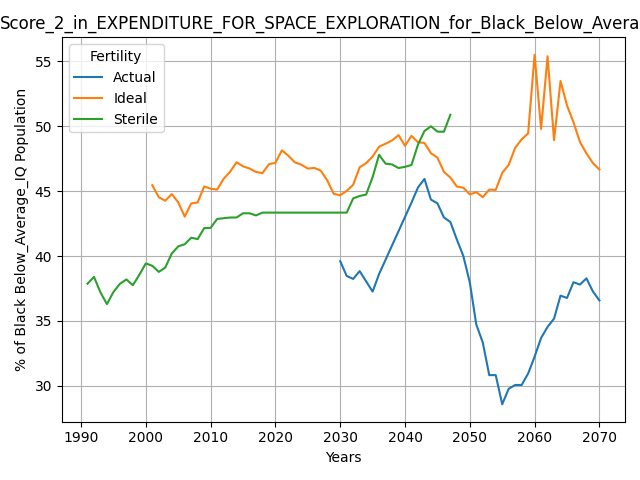 Score_2_in_EXPENDITURE_FOR_SPACE_EXPLORATION_for_Black_Below_Avera
Fertility
Actual
Ideal
Sterile
% of Black Below_Average_IQ Population
55
50
45
40
35
30
1990
2000
2010
2020
2030
2040
2050
2060
2070
Years